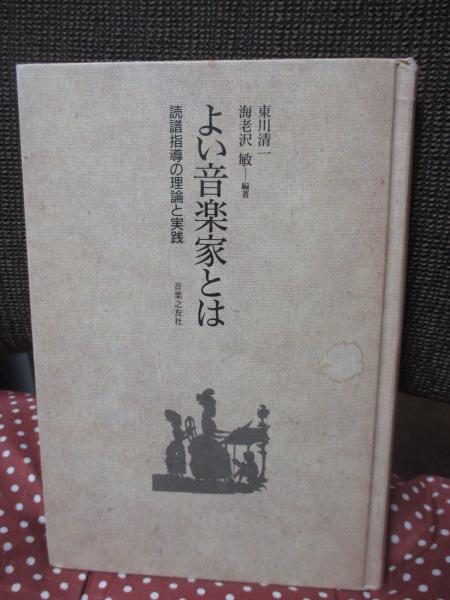 東川清一
海老沢 敏──編著
よい音楽家とは
読譜指導の理論と実践
音楽之友社